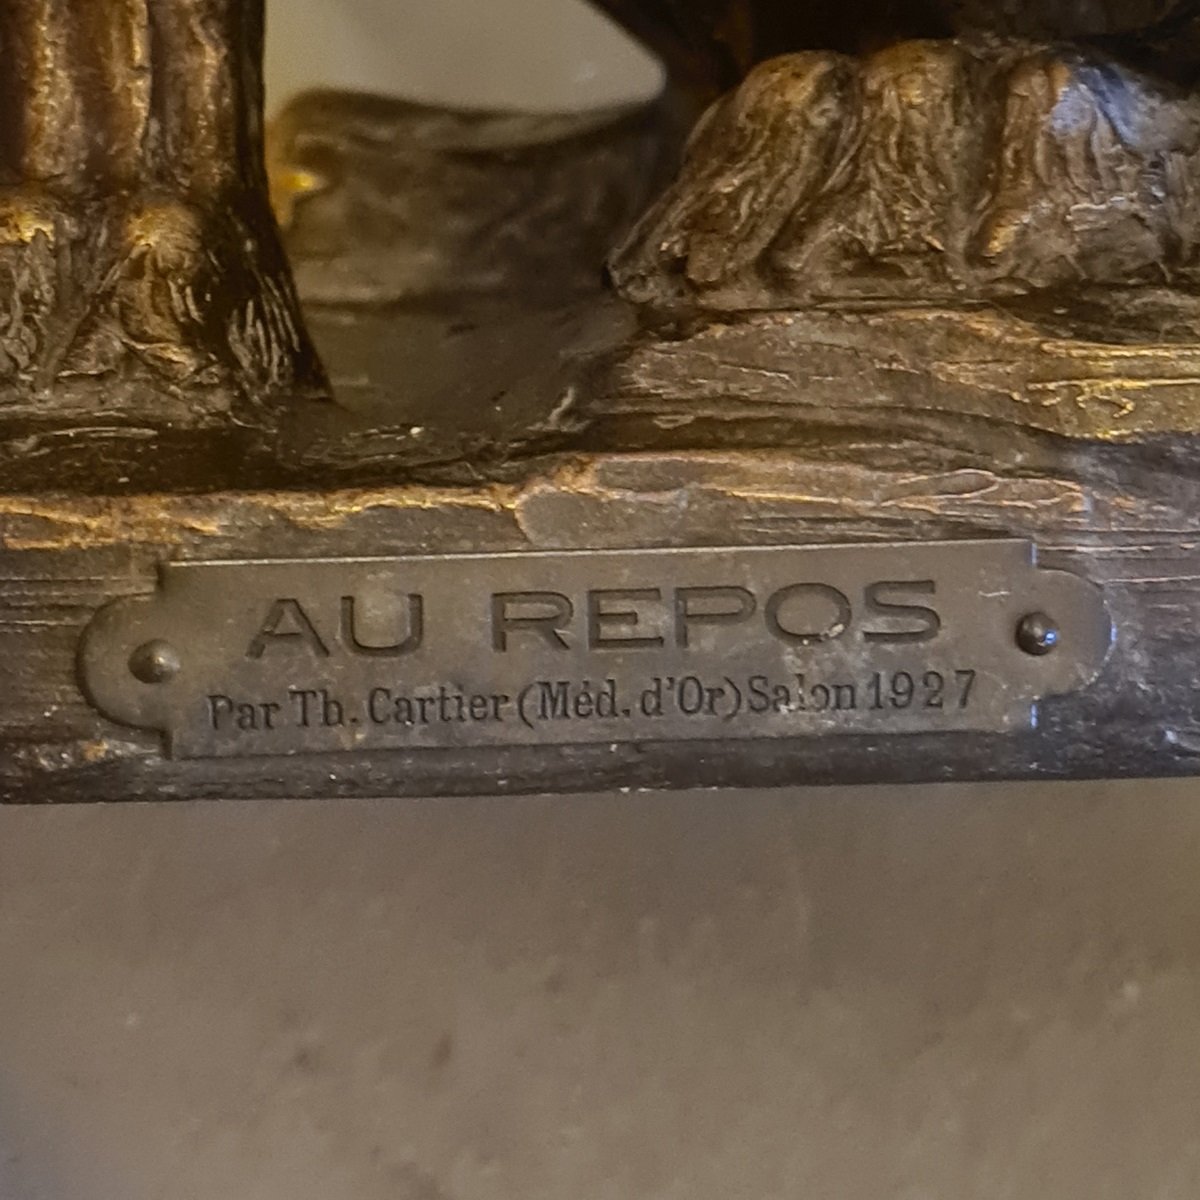 AU REPOS
Par Th. Cartier (Méd. d'Or) Salon 1927